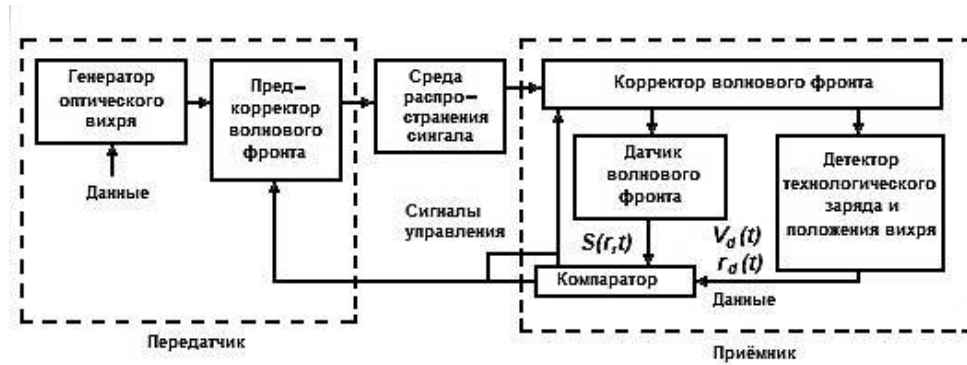 Генератор
оптического
вихря
Пред–
корректор
волнового
фронта
Среда
распро–
странения
сингала
Корректор волнового фронта
Данные
Датчик
волнового
фронта
Детектор
технологического
заряда и
положения вихря
Сигналы
управления
S(r,t)
V_d(t)
r_d(t)
Компаратор
Данные
Передатчик
Приёмник